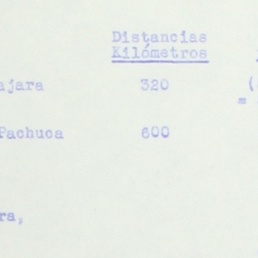 Distancias
Kilómetros
ajara 320 (
=
Pachuca 600
ra,